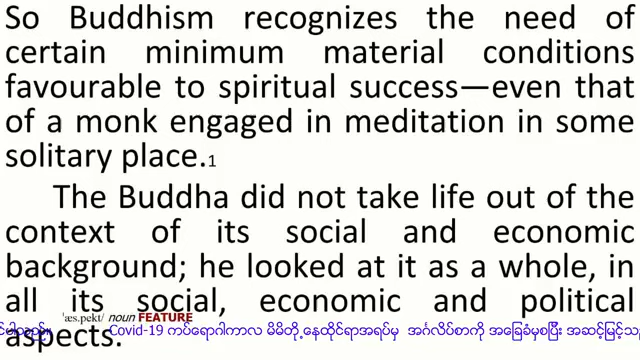 So Buddhism recognizes the need of
certain minimum material conditions
favourable to spiritual success—even that
of a monk engaged in meditation in some
solitary place.1
The Buddha did not take life out of the
context of its social and economic
background; he looked at it as a whole, in
all its social, economic and political
ˈæs.pekt/ noun FEATURE
Covid-19 ကပ်ရောဂါကာလ မိမိတို့နေထိုင်ရာအရပ်မှ အင်္ဂလိပ်စာကို အခြေခံမှစပြီး အဆင့်မြင့်သ
aspects.